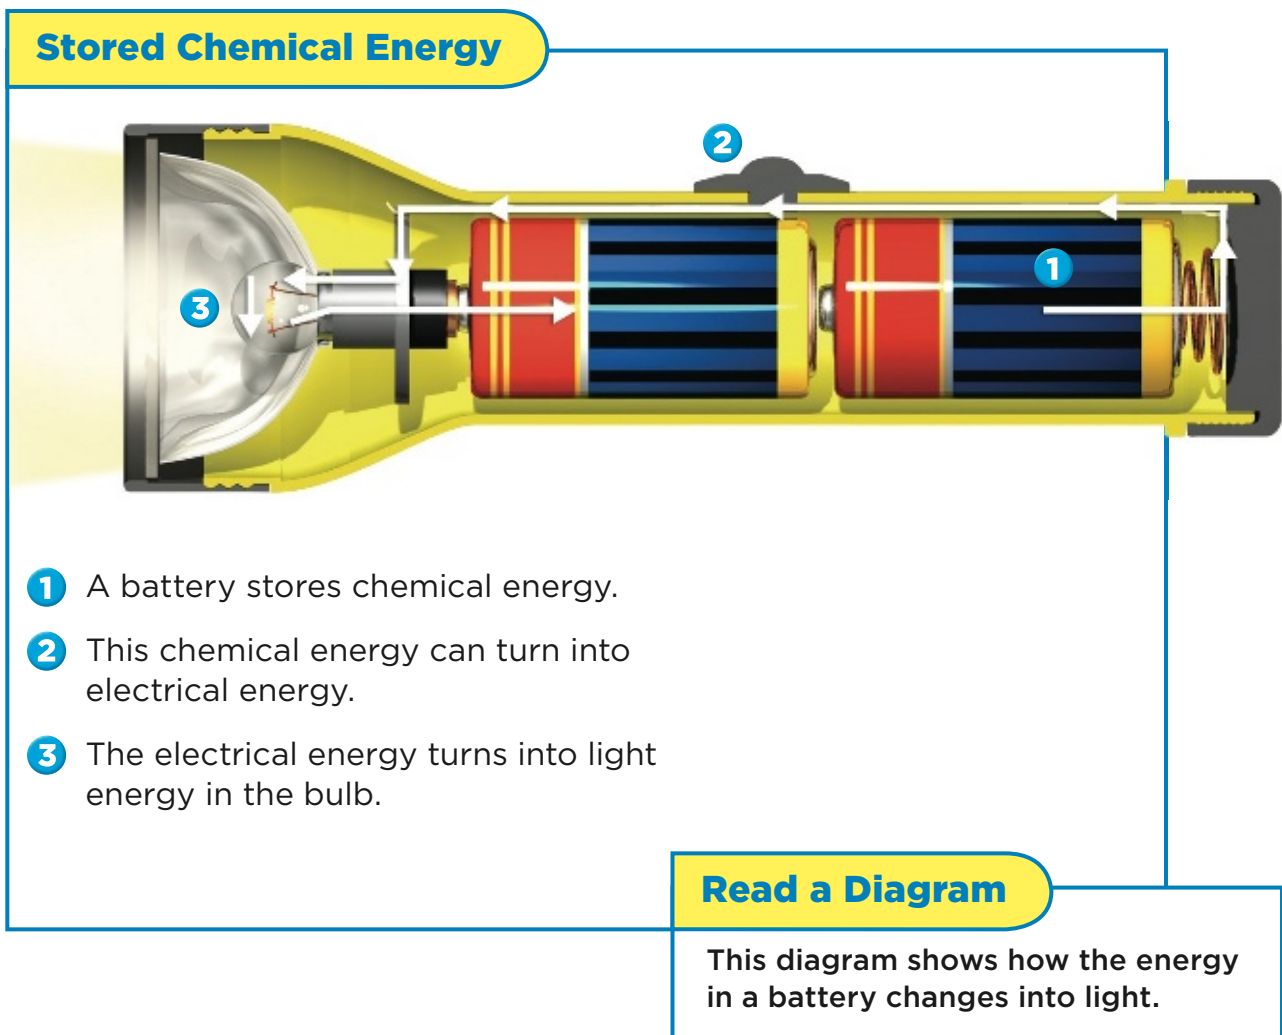 Stored Chemical Energy
2
1
3
1 A battery stores chemical energy.
2 This chemical energy can turn into
electrical energy.
3 The electrical energy turns into light
energy in the bulb.
Read a Diagram
This diagram shows how the energy
in a battery changes into light.